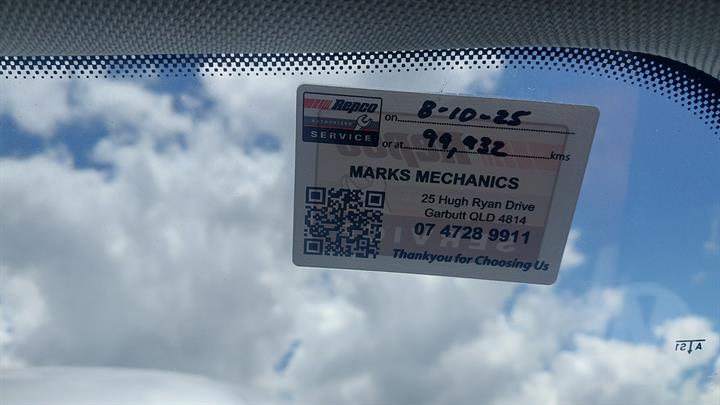 Repco
AUTHORISED
SERVICE
on 8-10-25
or at 99,932 kms
MARKS MECHANICS
25 Hugh Ryan Drive
Garbutt QLD 4814
07 4728 9911
Thankyou for Choosing Us